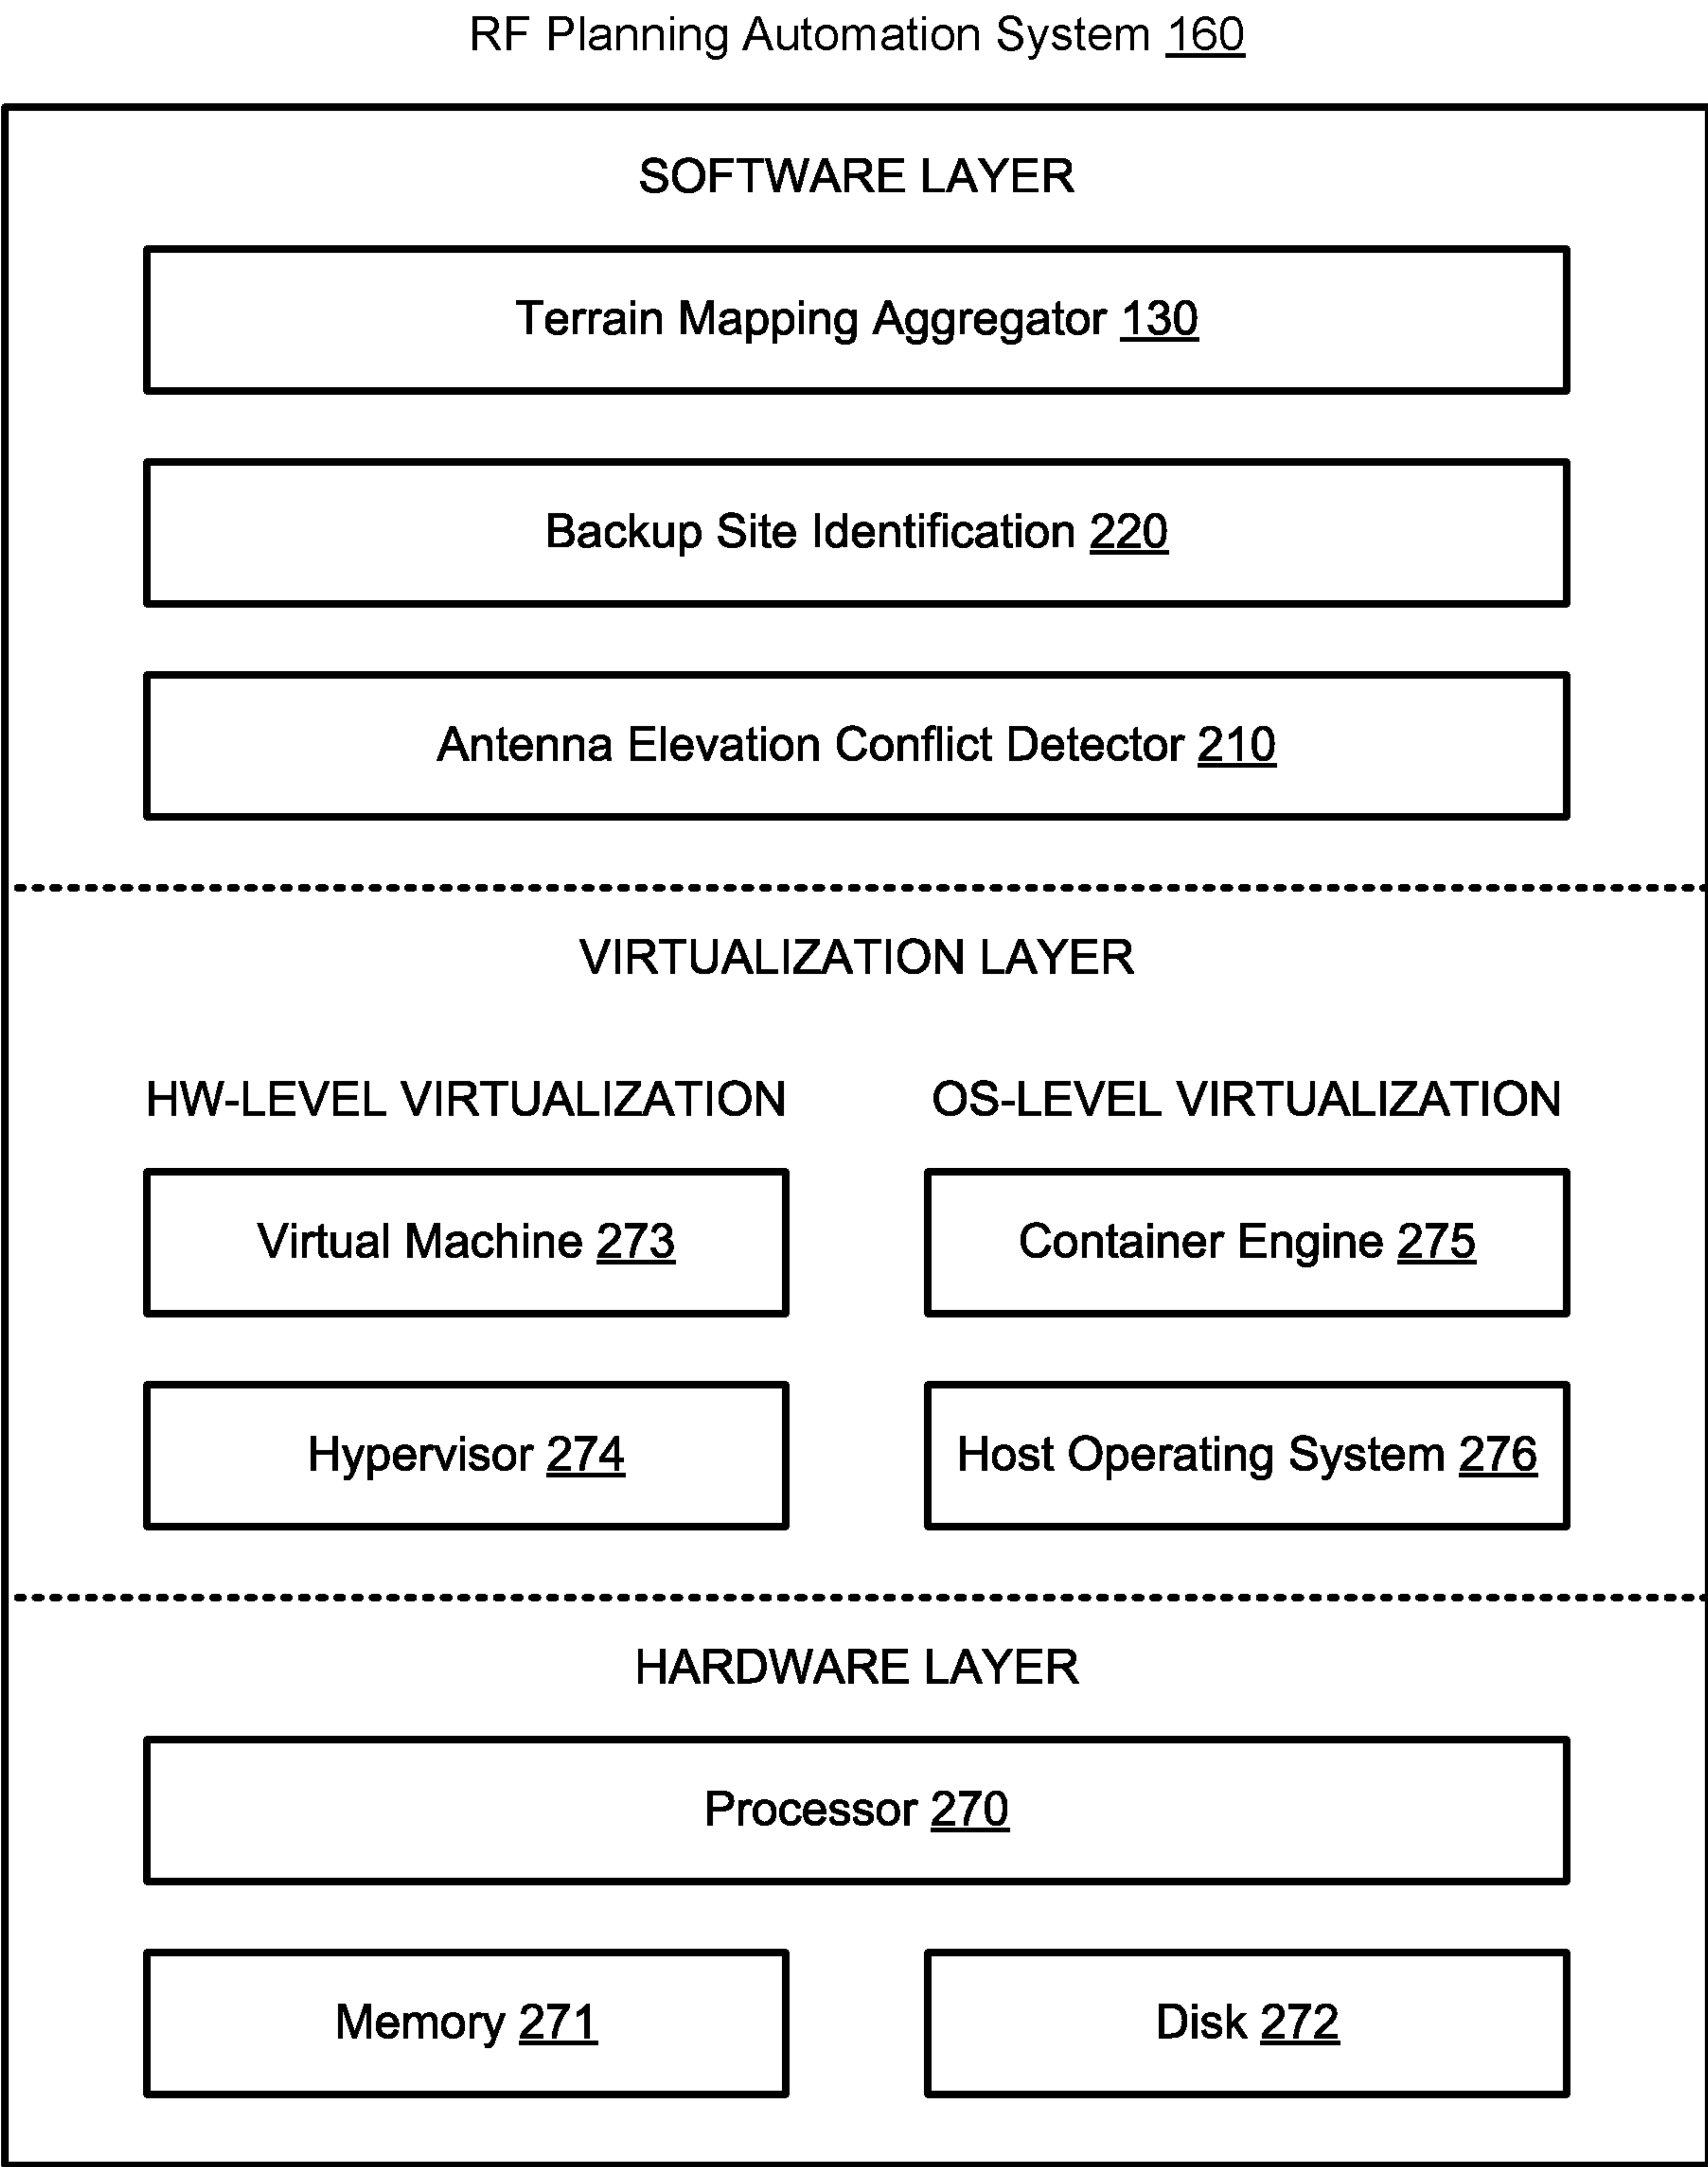 RF Planning Automation System 160
SOFTWARE LAYER
Terrain Mapping Aggregator 130
Backup Site Identification 220
Antenna Elevation Conflict Detector 210
VIRTUALIZATION LAYER
HW-LEVEL VIRTUALIZATION
OS-LEVEL VIRTUALIZATION
Virtual Machine 273
Container Engine 275
Hypervisor 274
Host Operating System 276
HARDWARE LAYER
Processor 270
Memory 271
Disk 272